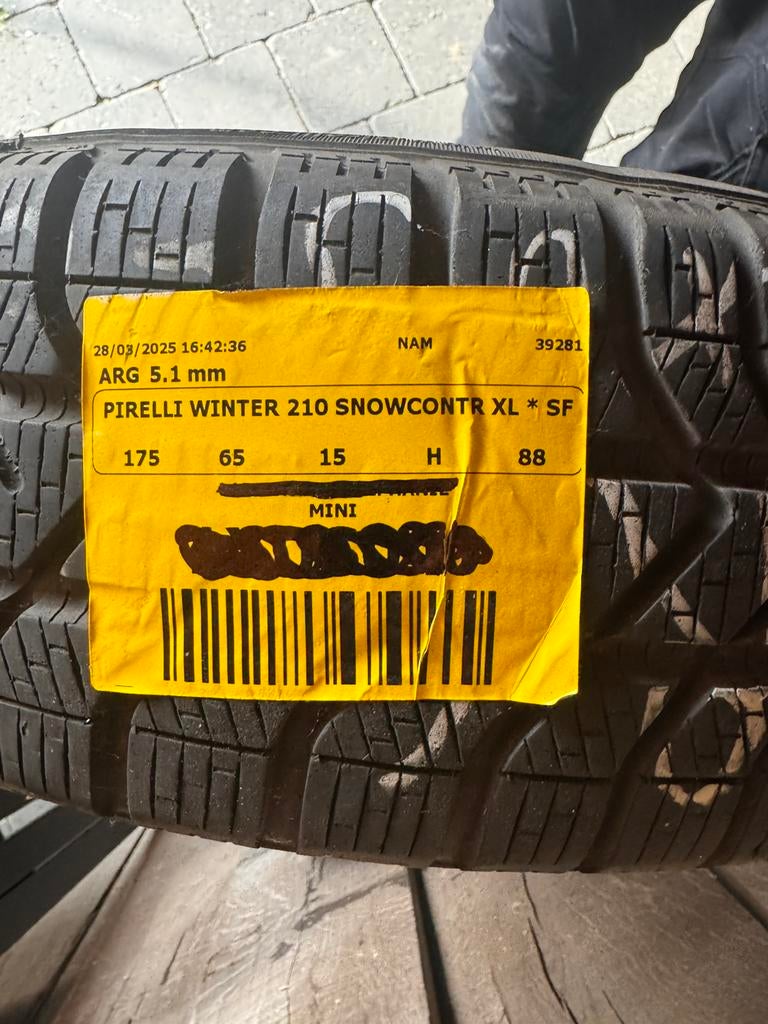 28/03/2025 16:42:36 NAM 39281
ARG 5.1 mm
PIRELLI WINTER 210 SNOWCONTR XL * SF
175 65 15 H 88
MINI